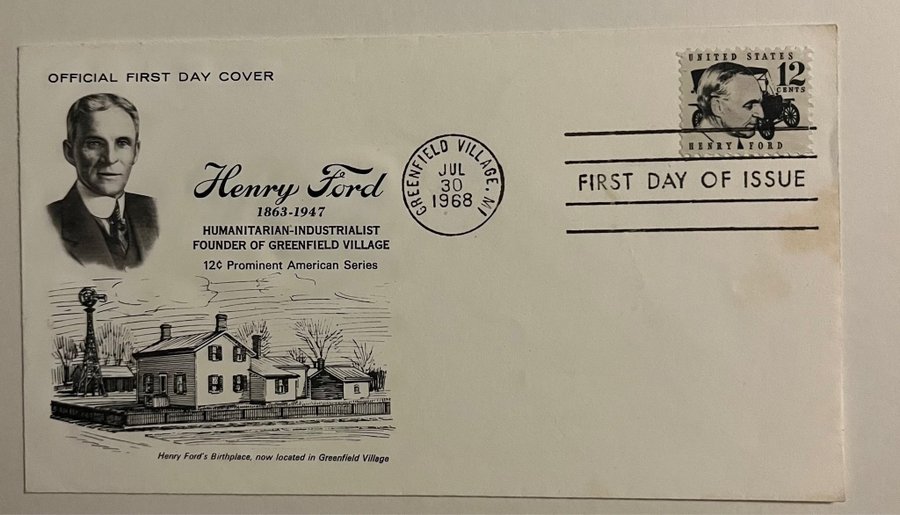 OFFICIAL FIRST DAY COVER
Henry Ford
1863-1947
HUMANITARIAN-INDUSTRIALIST
FOUNDER OF GREENFIELD VILLAGE
12¢ Prominent American Series
Henry Ford's Birthplace, now located in Greenfield Village
GREENFIELD VILLAGE, MI
JUL
30
1968
UNITED STATES
12
CENTS
HENRY FORD
FIRST DAY OF ISSUE